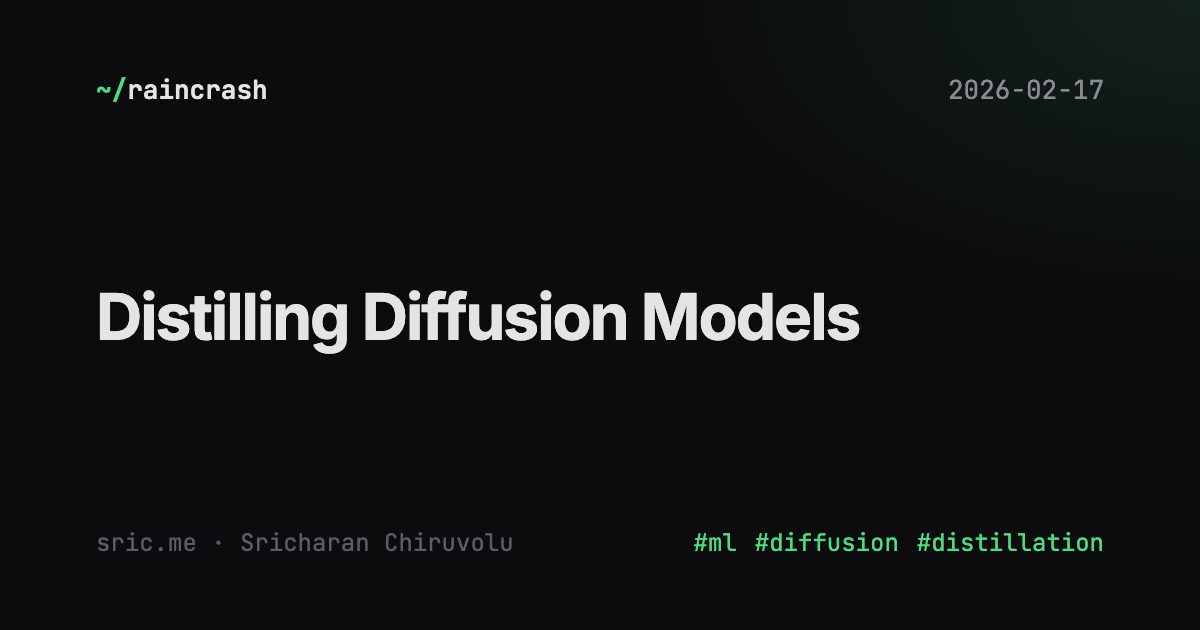 ~/raincrash
2026-02-17
Distilling Diffusion Models
sric.me · Sricharan Chiruvolu
#ml #diffusion #distillation